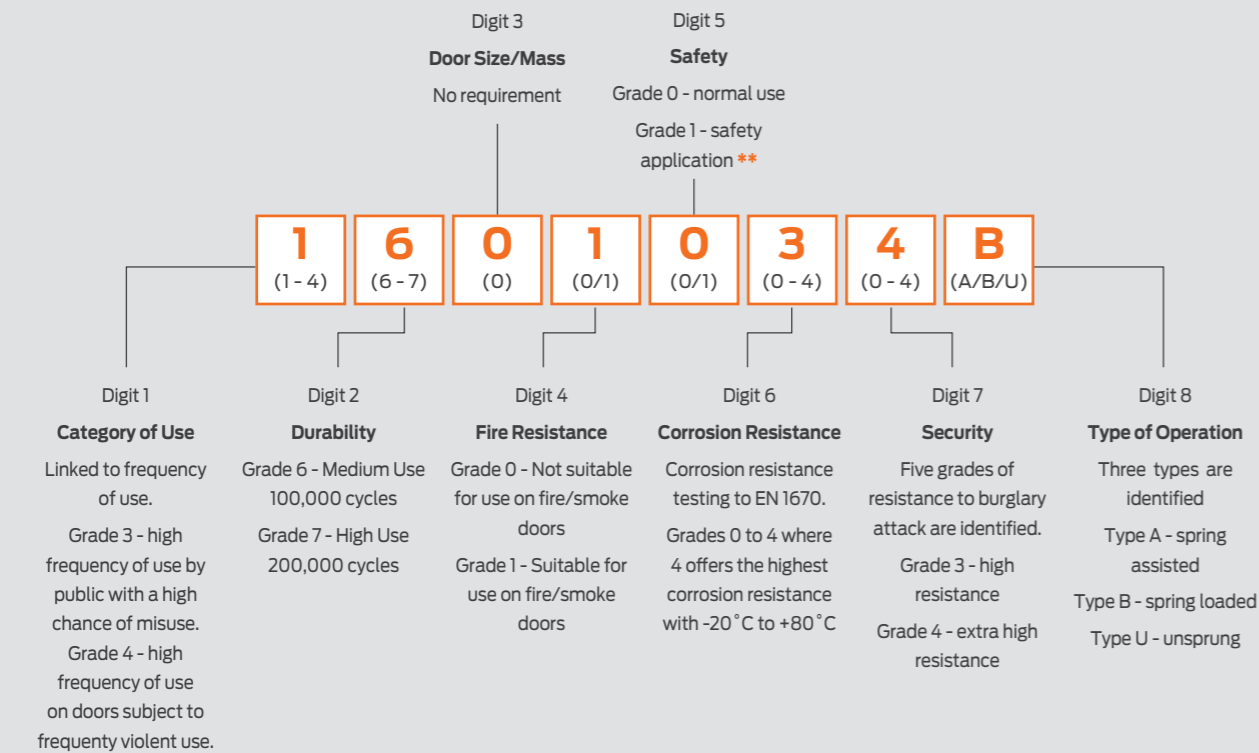 Digit 3
Door Size/Mass
No requirement
Digit 5
Safety
Grade 0 - normal use
Grade 1 - safety
application **
1
(1 - 4)
6
(6 - 7)
0
(0)
1
(0/1)
0
(0/1)
3
(0 - 4)
4
(0 - 4)
B
(A/B/U)
Digit 1
Category of Use
Linked to frequency
of use.
Grade 3 - high
frequency of use by
public with a high
chance of misuse.
Grade 4 - high
frequency of use
on doors subject to
frequenty violent use.
Digit 2
Durability
Grade 6 - Medium Use
100,000 cycles
Grade 7 - High Use
200,000 cycles
Digit 4
Fire Resistance
Grade 0 - Not suitable
for use on fire/smoke
doors
Grade 1 - Suitable for
use on fire/smoke
doors
Digit 6
Corrosion Resistance
Corrosion resistance
testing to EN 1670.
Grades 0 to 4 where
4 offers the highest
corrosion resistance
with -20˚C to +80˚C
Digit 7
Security
Five grades of
resistance to burglary
attack are identified.
Grade 3 - high
resistance
Grade 4 - extra high
resistance
Digit 8
Type of Operation
Three types are
identified
Type A - spring
assisted
Type B - spring loaded
Type U - unsprung